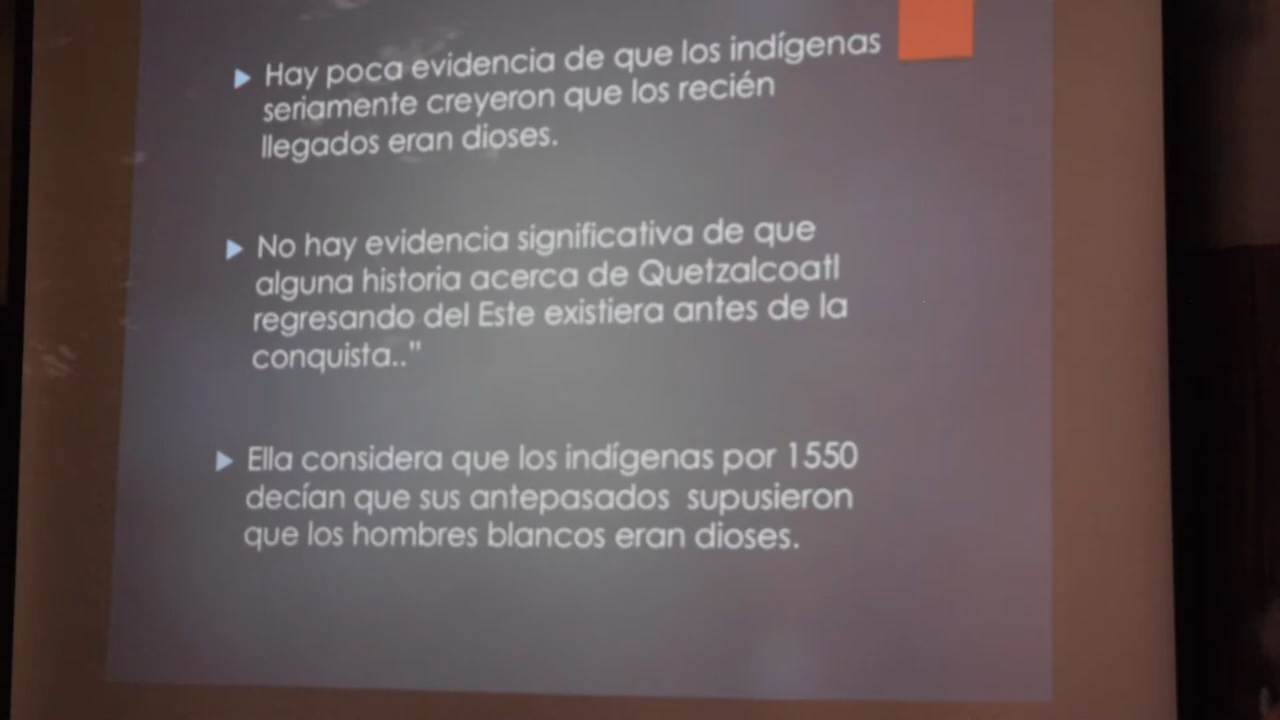 Hay poca evidencia de que los indígenas
seriamente creyeron que los recién
llegados eran dioses.
No hay evidencia significativa de que
alguna historia acerca de Quetzalcoatl
regresando del Este existiera antes de la
conquista.."
Ella considera que los indígenas por 1550
decían que sus antepasados supusieron
que los hombres blancos eran dioses.